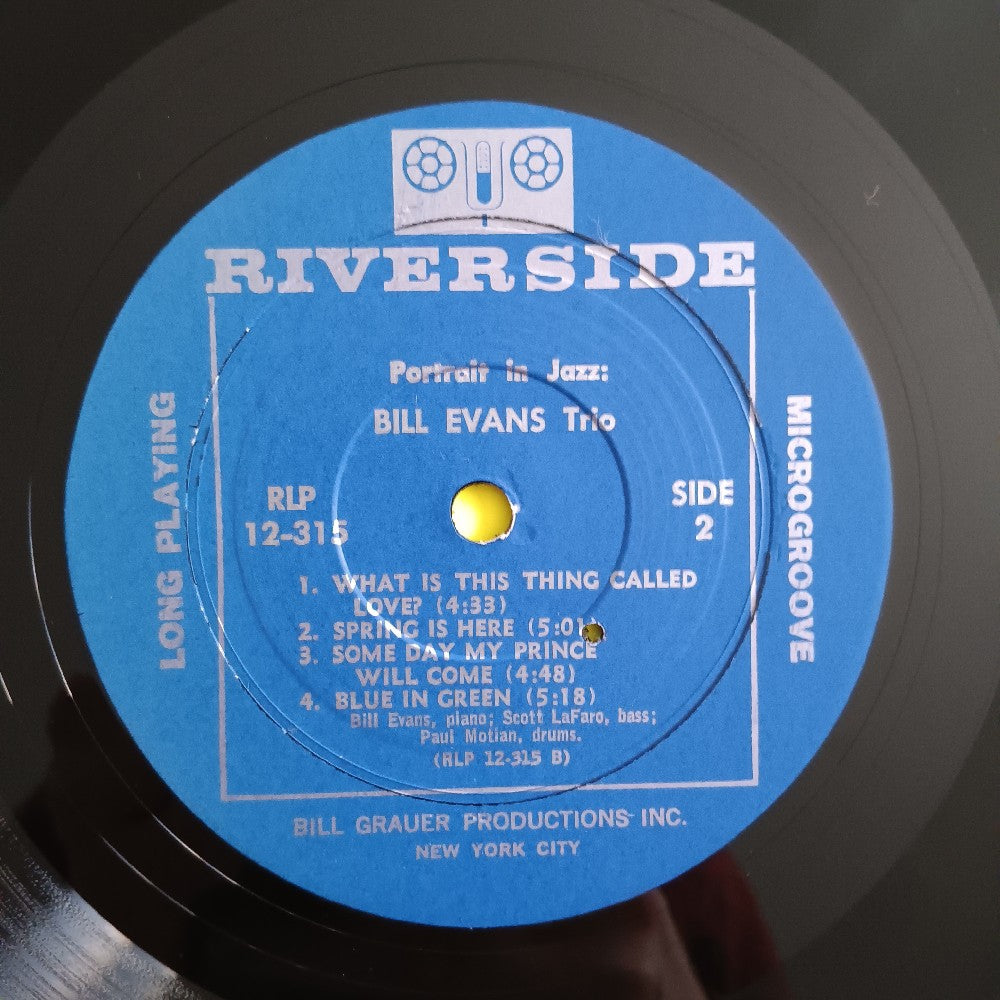 RIVERSIDE
Portrait in Jazz:
BILL EVANS Trio
LONG PLAYING
MICROGROOVE
RLP
12-315
SIDE
2
1. WHAT IS THIS THING CALLED
LOVE? (4:33)
2. SPRING IS HERE (5:01
3. SOME DAY MY PRINCE
WILL COME (4:48)
4. BLUE IN GREEN (5:18)
Bill Evans, piano; Scott LaFaro, bass;
Paul Motian, drums.
(RLP 12-315 B)
BILL GRAUER PRODUCTIONS INC.
NEW YORK CITY